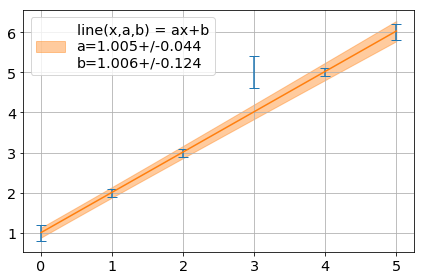 line(x,a,b) = ax+b
a=1.005+/-0.044
b=1.006+/-0.124
6
5
4
3
2
1
0 1 2 3 4 5